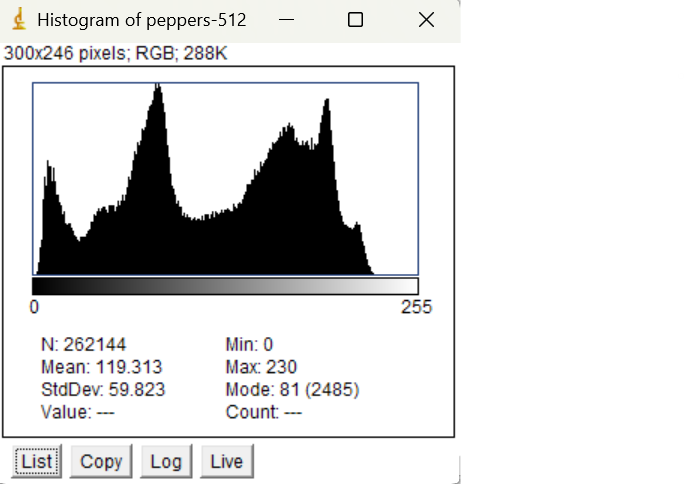 Histogram of peppers-512
300x246 pixels; RGB; 288K
0 255
N: 262144 Min: 0
Mean: 119.313 Max: 230
StdDev: 59.823 Mode: 81 (2485)
Value: --- Count: ---
List Copy Log Live